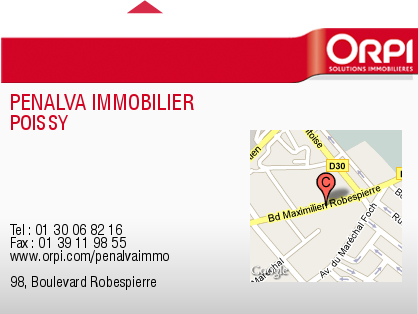 ORPI
SOLUTIONS IMMOBILIÈRES
PENALVA IMMOBILIER
POISSY
D30
C
Bd Maximilien Robespierre
Av. du Maréchal Foch
Google
Tel : 01 30 06 82 16
Fax : 01 39 11 98 55
www.orpi.com/penalvaimmo
98, Boulevard Robespierre